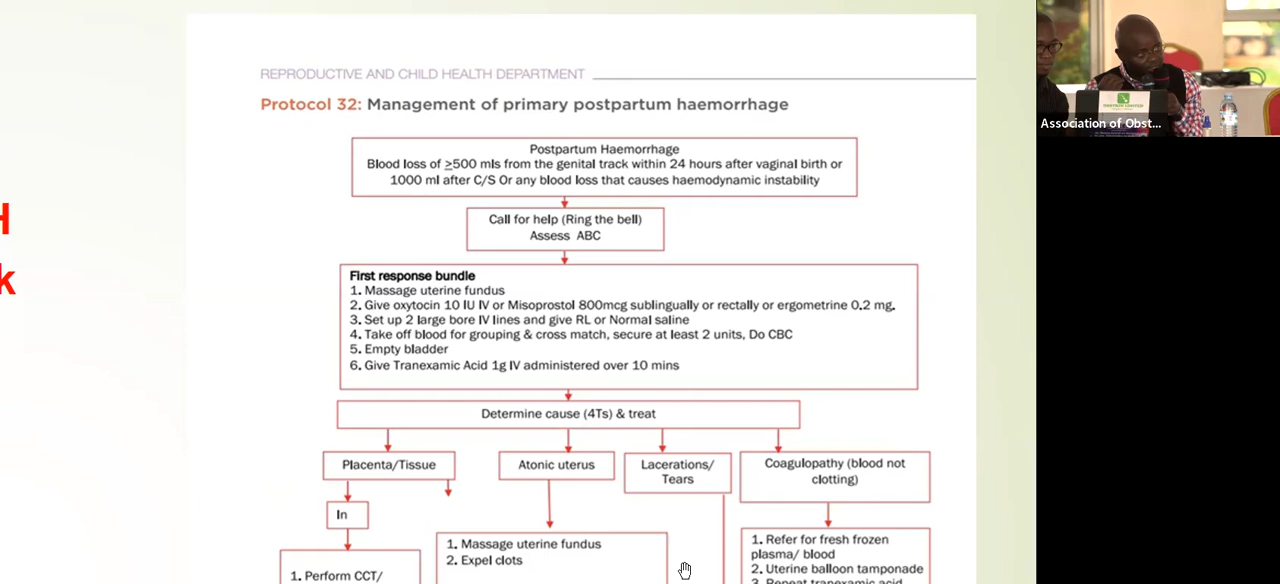 H
k
REPRODUCTIVE AND CHILD HEALTH DEPARTMENT
Protocol 32: Management of primary postpartum haemorrhage
Postpartum Haemorrhage
Blood loss of ≥500 mls from the genital track within 24 hours after vaginal birth or
1000 ml after C/S Or any blood loss that causes haemodynamic instability
Call for help (Ring the bell)
Assess ABC
First response bundle
1. Massage uterine fundus
2. Give oxytocin 10 IU IV or Misoprostol 800mcg sublingually or rectally or ergometrine 0.2 mg.
3. Set up 2 large bore IV lines and give RL or Normal saline
4. Take off blood for grouping & cross match, secure at least 2 units, Do CBC
5. Empty bladder
6. Give Tranexamic Acid 1g IV administered over 10 mins
Determine cause (4Ts) & treat
Placenta/Tissue
Atonic uterus
Lacerations/
Tears
Coagulopathy (blood not
clotting)
In
1. Perform CCT/
1. Massage uterine fundus
2. Expel clots
1. Refer for fresh frozen
plasma/ blood
2. Uterine balloon tamponade
3. Repeat tranexamic acid
Association of Obst...